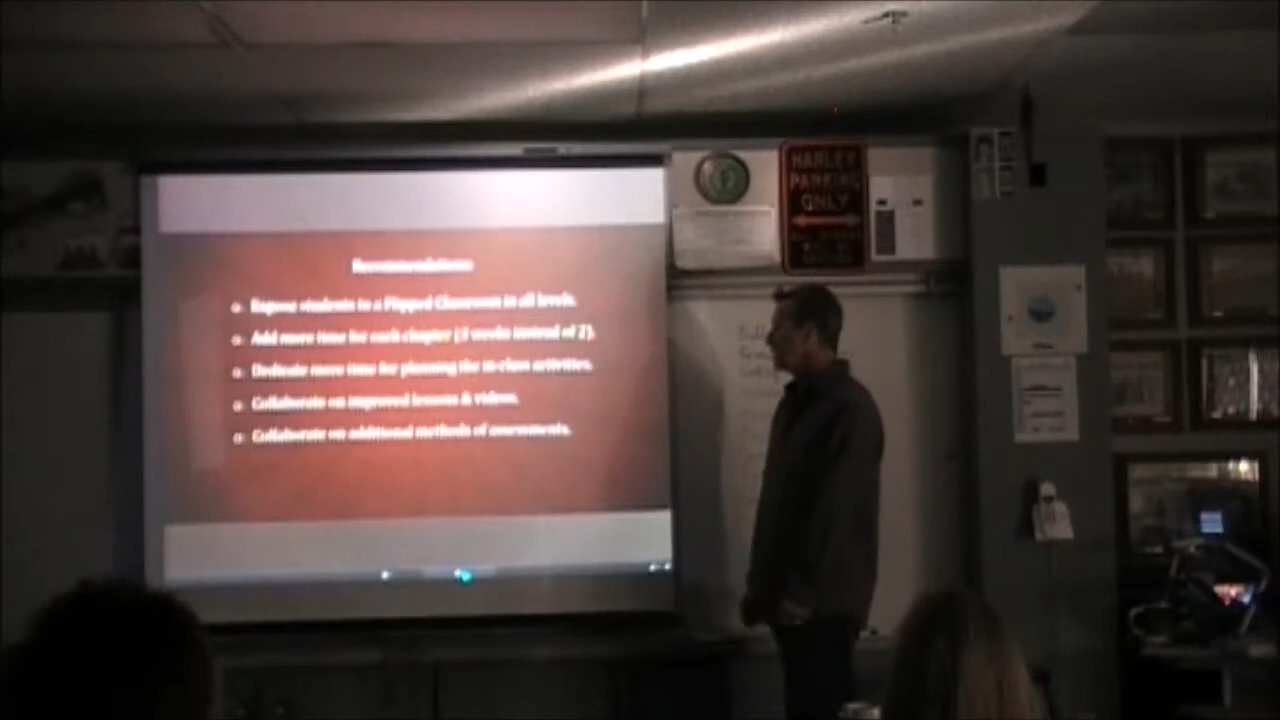 Recommendations:
Expose students to a Flipped Classroom in all levels.
Add more time for each chapter (3 weeks instead of 2).
Dedicate more time for planning the in-class activities.
Collaborate on improved lessons & videos.
Collaborate on additional methods of assessments.
HARLEY
PARKING
ONLY